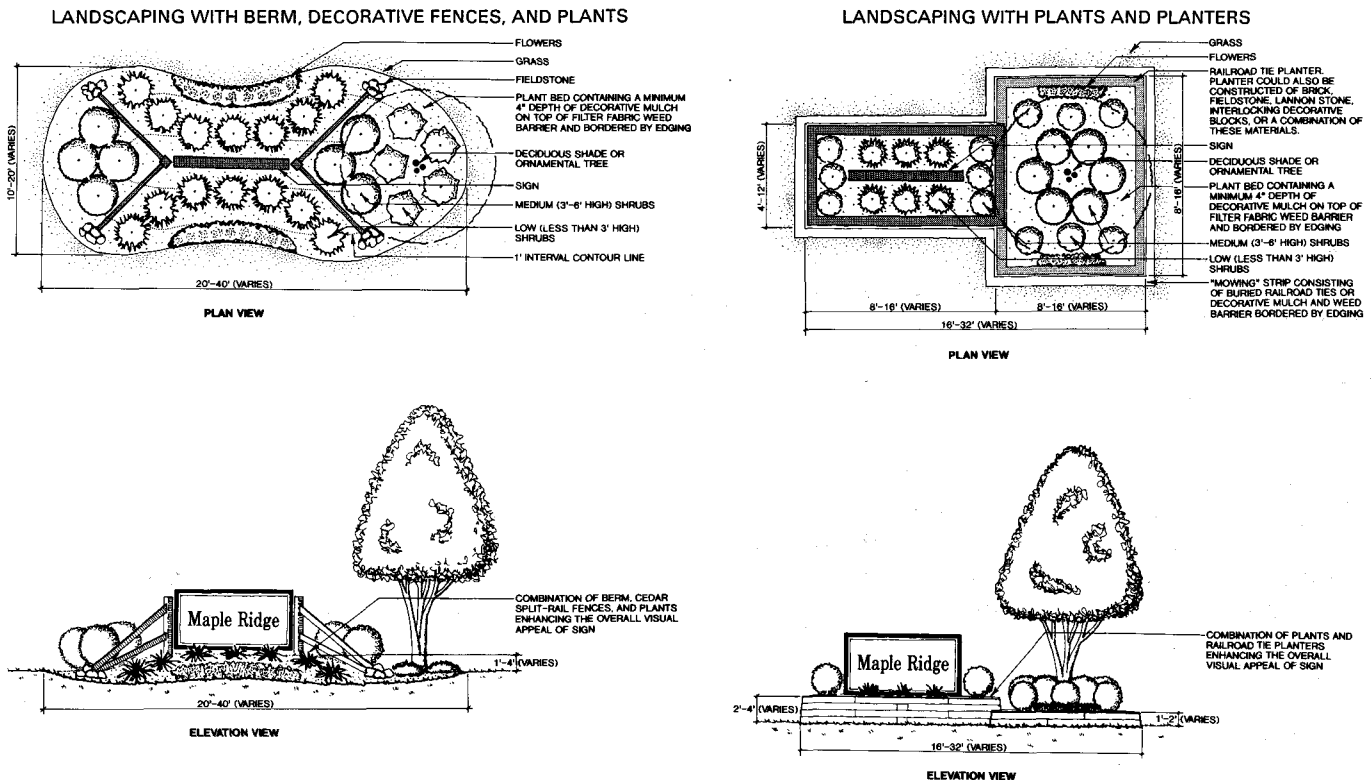 LANDSCAPING WITH BERM, DECORATIVE FENCES, AND PLANTS
FLOWERS
GRASS
FIELDSTONE
PLANT BED CONTAINING A MINIMUM
4" DEPTH OF DECORATIVE MULCH
ON TOP OF FILTER FABRIC WEED
BARRIER AND BORDERED BY EDGING
DECIDUOUS SHADE OR
ORNAMENTAL TREE
SIGN
MEDIUM (3'-6' HIGH) SHRUBS
LOW (LESS THAN 3' HIGH)
SHRUBS
1' INTERVAL CONTOUR LINE
10'-20' (VARIES)
20'-40' (VARIES)
PLAN VIEW
Maple Ridge
COMBINATION OF BERM, CEDAR
SPLIT-RAIL FENCES, AND PLANTS
ENHANCING THE OVERALL VISUAL
APPEAL OF SIGN
1'-4' (VARIES)
20'-40' (VARIES)
ELEVATION VIEW
LANDSCAPING WITH PLANTS AND PLANTERS
GRASS
FLOWERS
RAILROAD TIE PLANTER.
PLANTER COULD ALSO BE
CONSTRUCTED OF BRICK,
FIELDSTONE, LANNON STONE,
INTERLOCKING DECORATIVE
BLOCKS, OR A COMBINATION OF
THESE MATERIALS.
SIGN
DECIDUOUS SHADE OR
ORNAMENTAL TREE
PLANT BED CONTAINING A
MINIMUM 4" DEPTH OF
DECORATIVE MULCH ON TOP OF
FILTER FABRIC WEED BARRIER
AND BORDERED BY EDGING
MEDIUM (3'-6' HIGH) SHRUBS
LOW (LESS THAN 3' HIGH)
SHRUBS
"MOWING" STRIP CONSISTING
OF BURIED RAILROAD TIES OR
DECORATIVE MULCH AND WEED
BARRIER BORDERED BY EDGING
4'-12' (VARIES)
8'-16' (VARIES)
8'-16' (VARIES)
8'-16' (VARIES)
16'-32' (VARIES)
PLAN VIEW
Maple Ridge
COMBINATION OF PLANTS AND
RAILROAD TIE PLANTERS
ENHANCING THE OVERALL
VISUAL APPEAL OF SIGN
2'-4' (VARIES)
1'-2' (VARIES)
16'-32' (VARIES)
ELEVATION VIEW